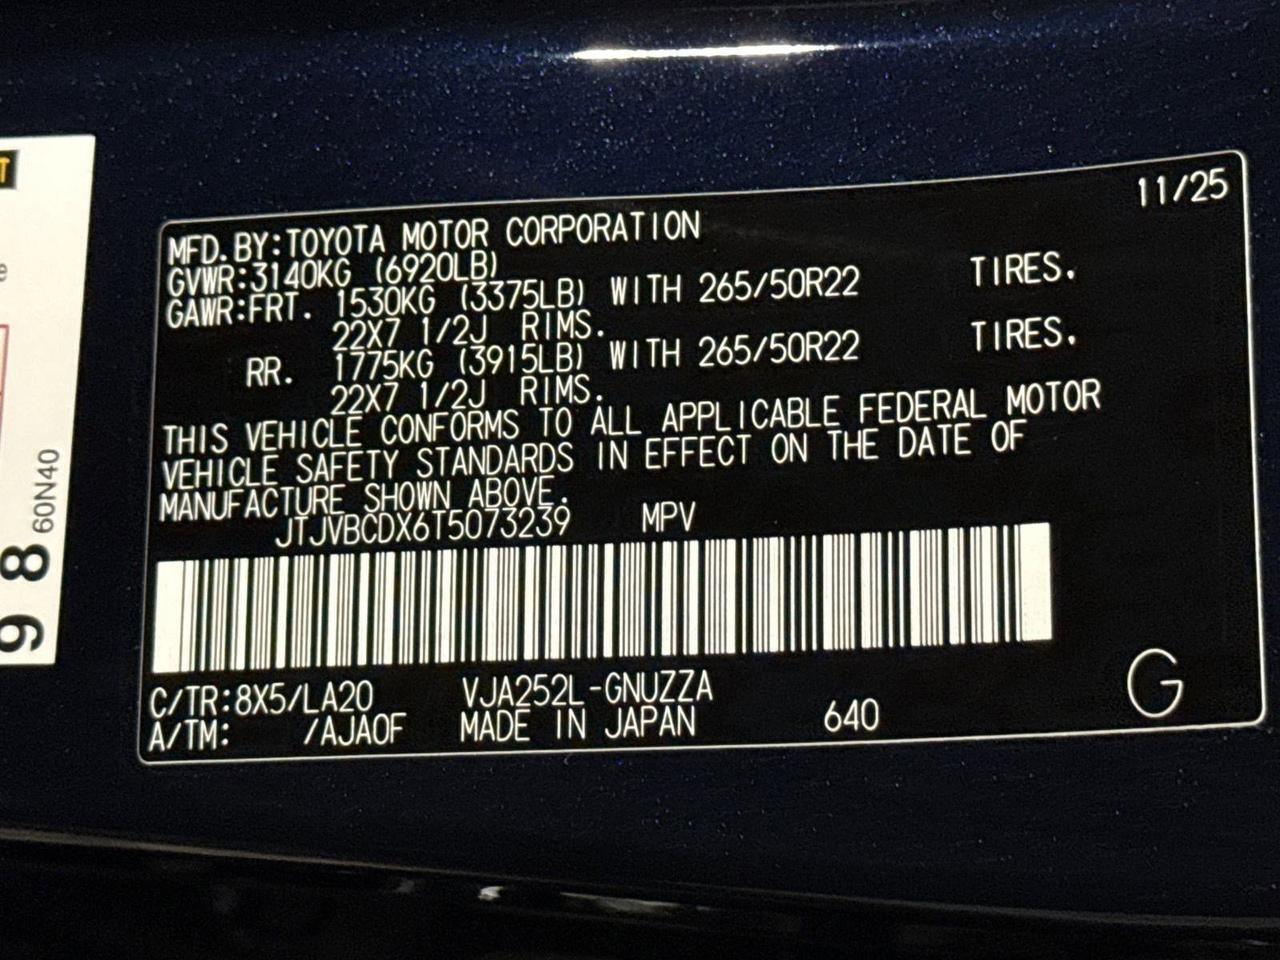 11/25
MFD.BY:TOYOTA MOTOR CORPORATION
GVWR:3140KG (6920LB)
GAWR:FRT. 1530KG (3375LB) WITH 265/50R22 TIRES.
22X7 1/2J RIMS.
RR. 1775KG (3915LB) WITH 265/50R22 TIRES.
22X7 1/2J RIMS.
THIS VEHICLE CONFORMS TO ALL APPLICABLE FEDERAL MOTOR
VEHICLE SAFETY STANDARDS IN EFFECT ON THE DATE OF
MANUFACTURE SHOWN ABOVE.
JTJVBCDX6T5073239 MPV
C/TR:8X5/LA20 VJA252L-GNUZZA
A/TM: /AJA0F MADE IN JAPAN 640 G
60N40
98